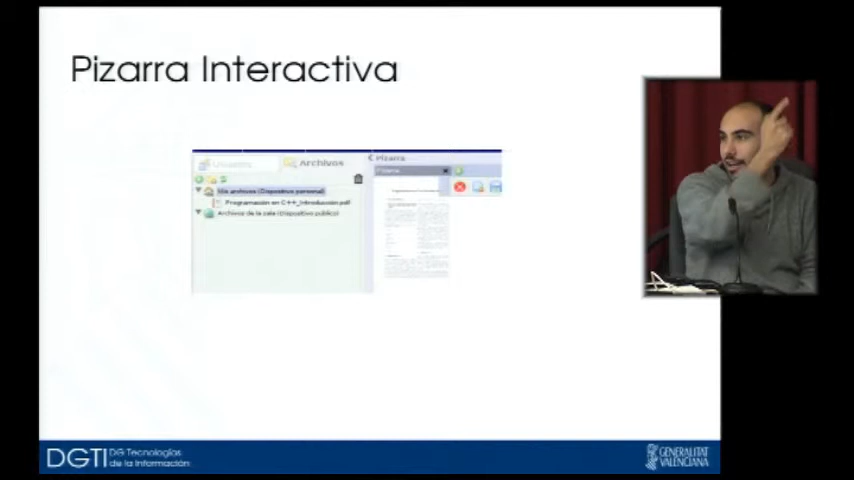 Pizarra Interactiva
Usuarios
Archivos
Pizarra
Pizarra
Mis archivos (Dispositivo personal)
Programación en C++_Introducción.pdf
Archivos de la sala (Dispositivo público)
DGTI DG Tecnologías
de la Información
GENERALITAT
VALENCIANA